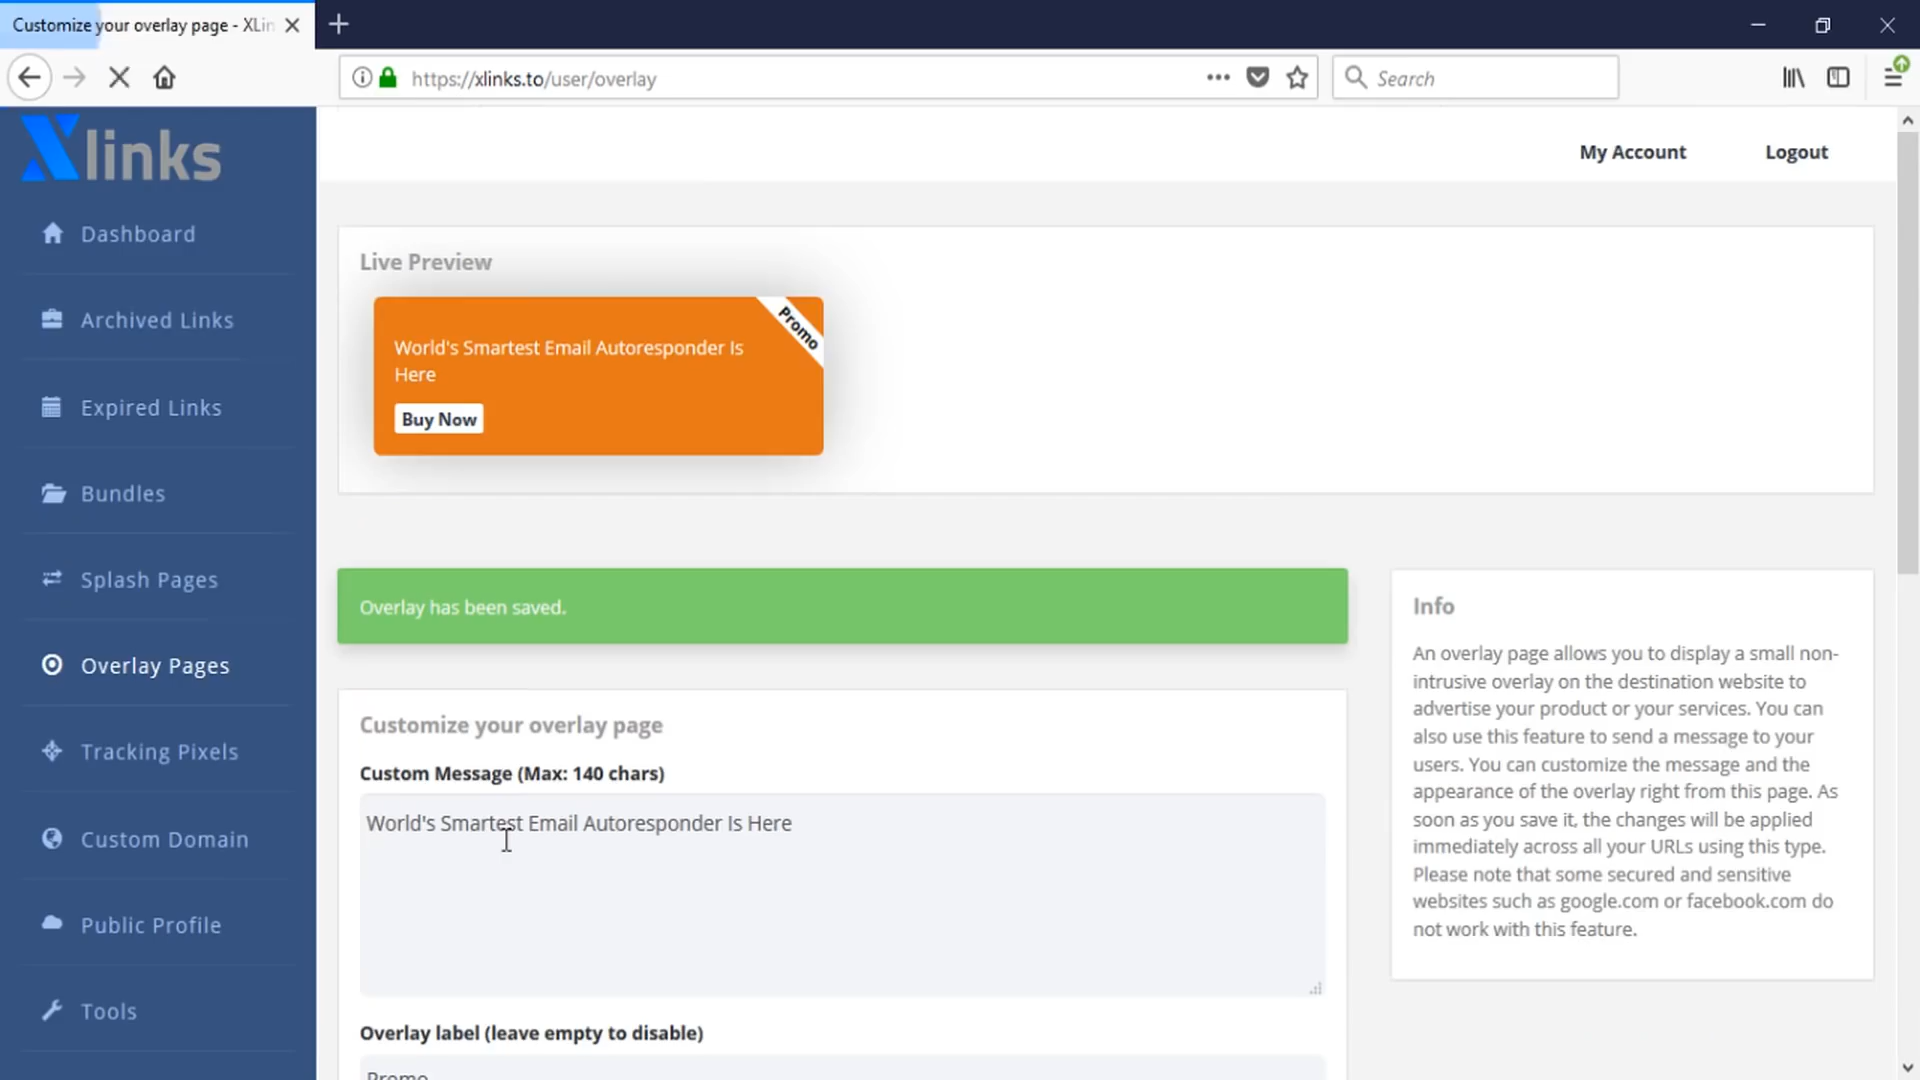 Customize your overlay page - XLin
https://xlinks.to/user/overlay
Search
Xlinks
My Account
Logout
Dashboard
Archived Links
Expired Links
Bundles
Splash Pages
Overlay Pages
Tracking Pixels
Custom Domain
Public Profile
Tools
Live Preview
Promo
World's Smartest Email Autoresponder Is
Here
Buy Now
Overlay has been saved.
Customize your overlay page
Custom Message (Max: 140 chars)
World's Smartest Email Autoresponder Is Here
Overlay label (leave empty to disable)
Promo
Info
An overlay page allows you to display a small non-
intrusive overlay on the destination website to
advertise your product or your services. You can
also use this feature to send a message to your
users. You can customize the message and the
appearance of the overlay right from this page. As
soon as you save it, the changes will be applied
immediately across all your URLs using this type.
Please note that some secured and sensitive
websites such as google.com or facebook.com do
not work with this feature.